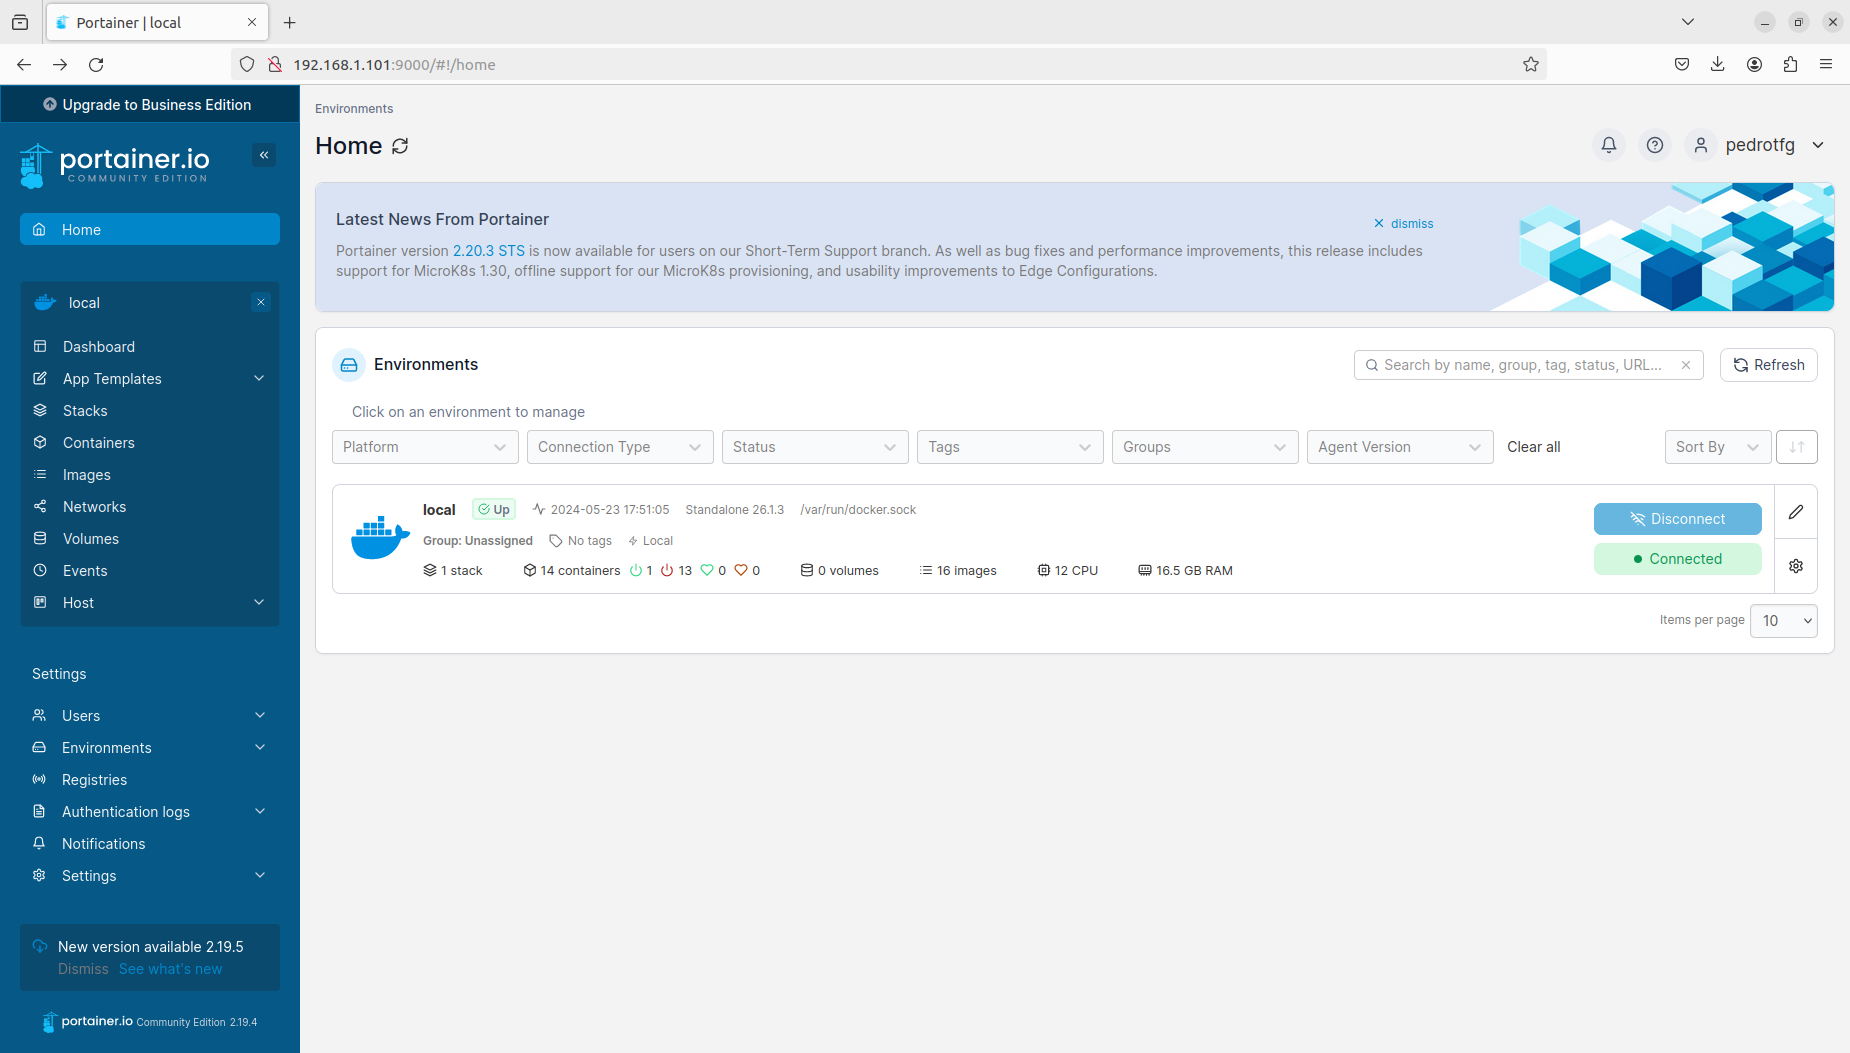 Portainer | local
192.168.1.101:9000/#!/home
Upgrade to Business Edition
portainer.io
COMMUNITY EDITION
Home
local
Dashboard
App Templates
Stacks
Containers
Images
Networks
Volumes
Events
Host
Settings
Users
Environments
Registries
Authentication logs
Notifications
Settings
New version available 2.19.5
Dismiss See what's new
portainer.io Community Edition 2.19.4
Environments
Home
pedrotfg
Latest News From Portainer
dismiss
Portainer version 2.20.3 STS is now available for users on our Short-Term Support branch. As well as bug fixes and performance improvements, this release includes
support for MicroK8s 1.30, offline support for our MicroK8s provisioning, and usability improvements to Edge Configurations.
Environments
Search by name, group, tag, status, URL...
Refresh
Click on an environment to manage
Platform Connection Type Status Tags Groups Agent Version Clear all Sort By
local Up 2024-05-23 17:51:05 Standalone 26.1.3 /var/run/docker.sock
Disconnect
Group: Unassigned No tags Local
Connected
1 stack 14 containers 1 13 0 0 0 volumes 16 images 12 CPU 16.5 GB RAM
Items per page 10